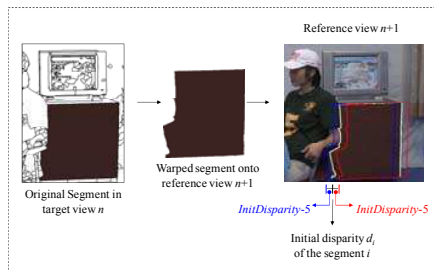 Reference view n+1
Original Segment in
target view n
Warped segment onto
reference view n+1
InitDisparity-5
InitDisparity-5
Initial disparity di
of the segment i